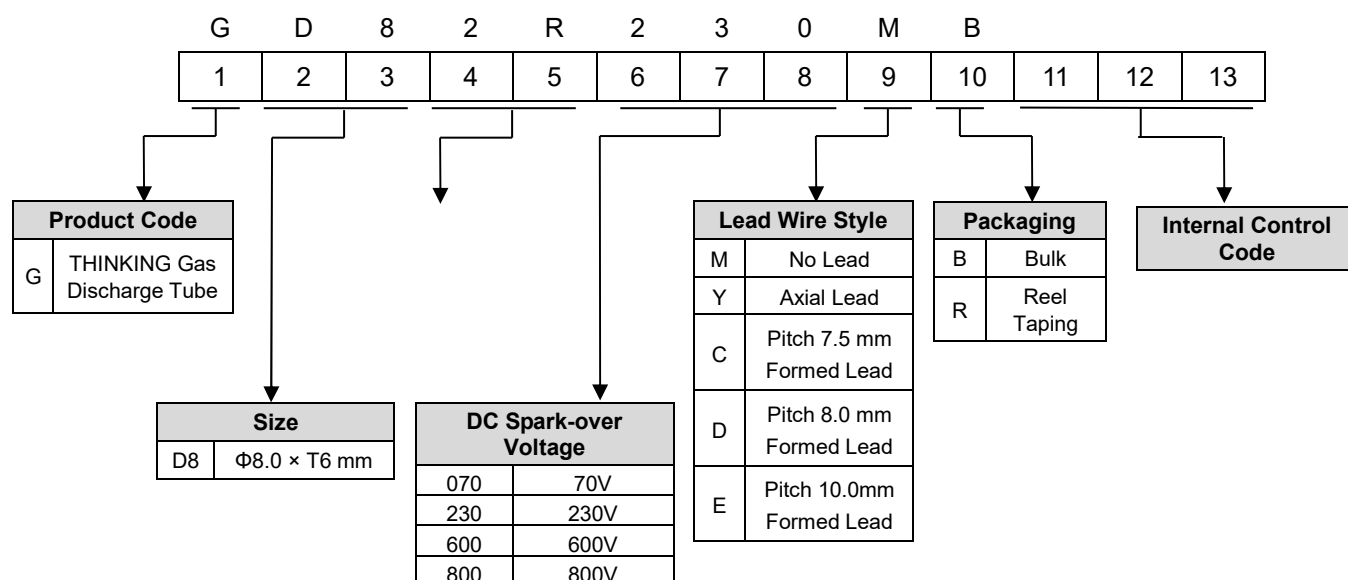 G D 8 2 R 2 3 0 M B
1 2 3 4 5 6 7 8 9 10 11 12 13
Product Code
G THINKING Gas
Discharge Tube
Lead Wire Style
M No Lead
Y Axial Lead
C Pitch 7.5 mm
Formed Lead
D Pitch 8.0 mm
Formed Lead
E Pitch 10.0mm
Formed Lead
Packaging
B Bulk
R Reel
Taping
Internal Control
Code
Size
D8 Φ8.0 × T6 mm
DC Spark-over
Voltage
070 70V
230 230V
600 600V
800 800V